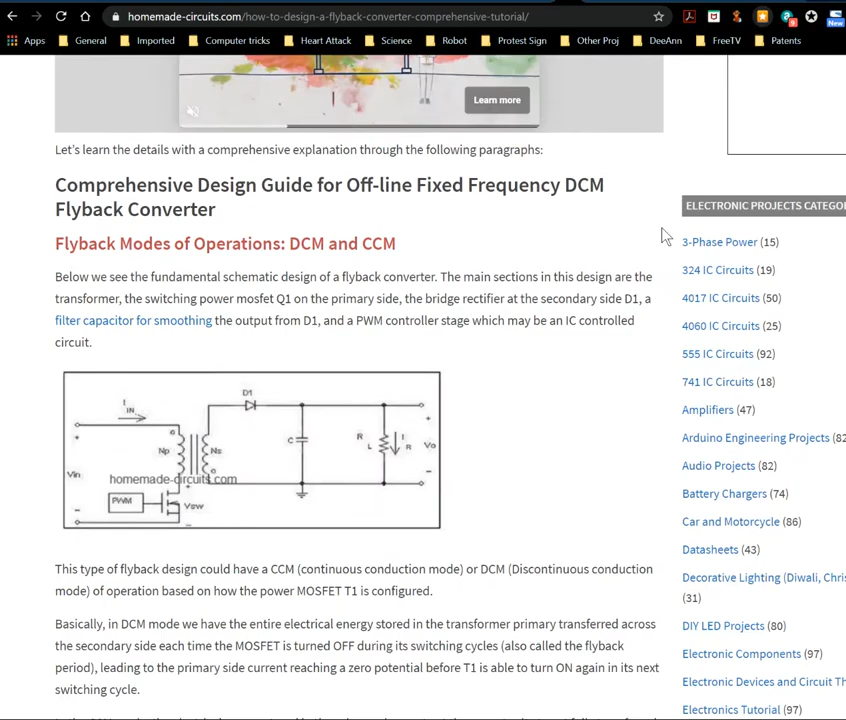 homemade-circuits.com/how-to-design-a-flyback-converter-comprehensive-tutorial/
New
Apps General Imported Computer tricks Heart Attack Science Robot Protest Sign Other Proj DeeAnn FreeTV Patents
Learn more
Let's learn the details with a comprehensive explanation through the following paragraphs:
Comprehensive Design Guide for Off-line Fixed Frequency DCM
Flyback Converter
Flyback Modes of Operations: DCM and CCM
Below we see the fundamental schematic design of a flyback converter. The main sections in this design are the
transformer, the switching power mosfet Q1 on the primary side, the bridge rectifier at the secondary side D1, a
filter capacitor for smoothing the output from D1, and a PWM controller stage which may be an IC controlled
circuit.
D1
I IN
+ Np Ns C R L I R + Vo
Vin
homemade-circuits.com
PWM Vsw
This type of flyback design could have a CCM (continuous conduction mode) or DCM (Discontinuous conduction
mode) of operation based on how the power MOSFET T1 is configured.
Basically, in DCM mode we have the entire electrical energy stored in the transformer primary transferred across
the secondary side each time the MOSFET is turned OFF during its switching cycles (also called the flyback
period), leading to the primary side current reaching a zero potential before T1 is able to turn ON again in its next
switching cycle.
ELECTRONIC PROJECTS CATEGO
3-Phase Power (15)
324 IC Circuits (19)
4017 IC Circuits (50)
4060 IC Circuits (25)
555 IC Circuits (92)
741 IC Circuits (18)
Amplifiers (47)
Arduino Engineering Projects (82
Audio Projects (82)
Battery Chargers (74)
Car and Motorcycle (86)
Datasheets (43)
Decorative Lighting (Diwali, Chris
(31)
DIY LED Projects (80)
Electronic Components (97)
Electronic Devices and Circuit Th
Electronics Tutorial (97)